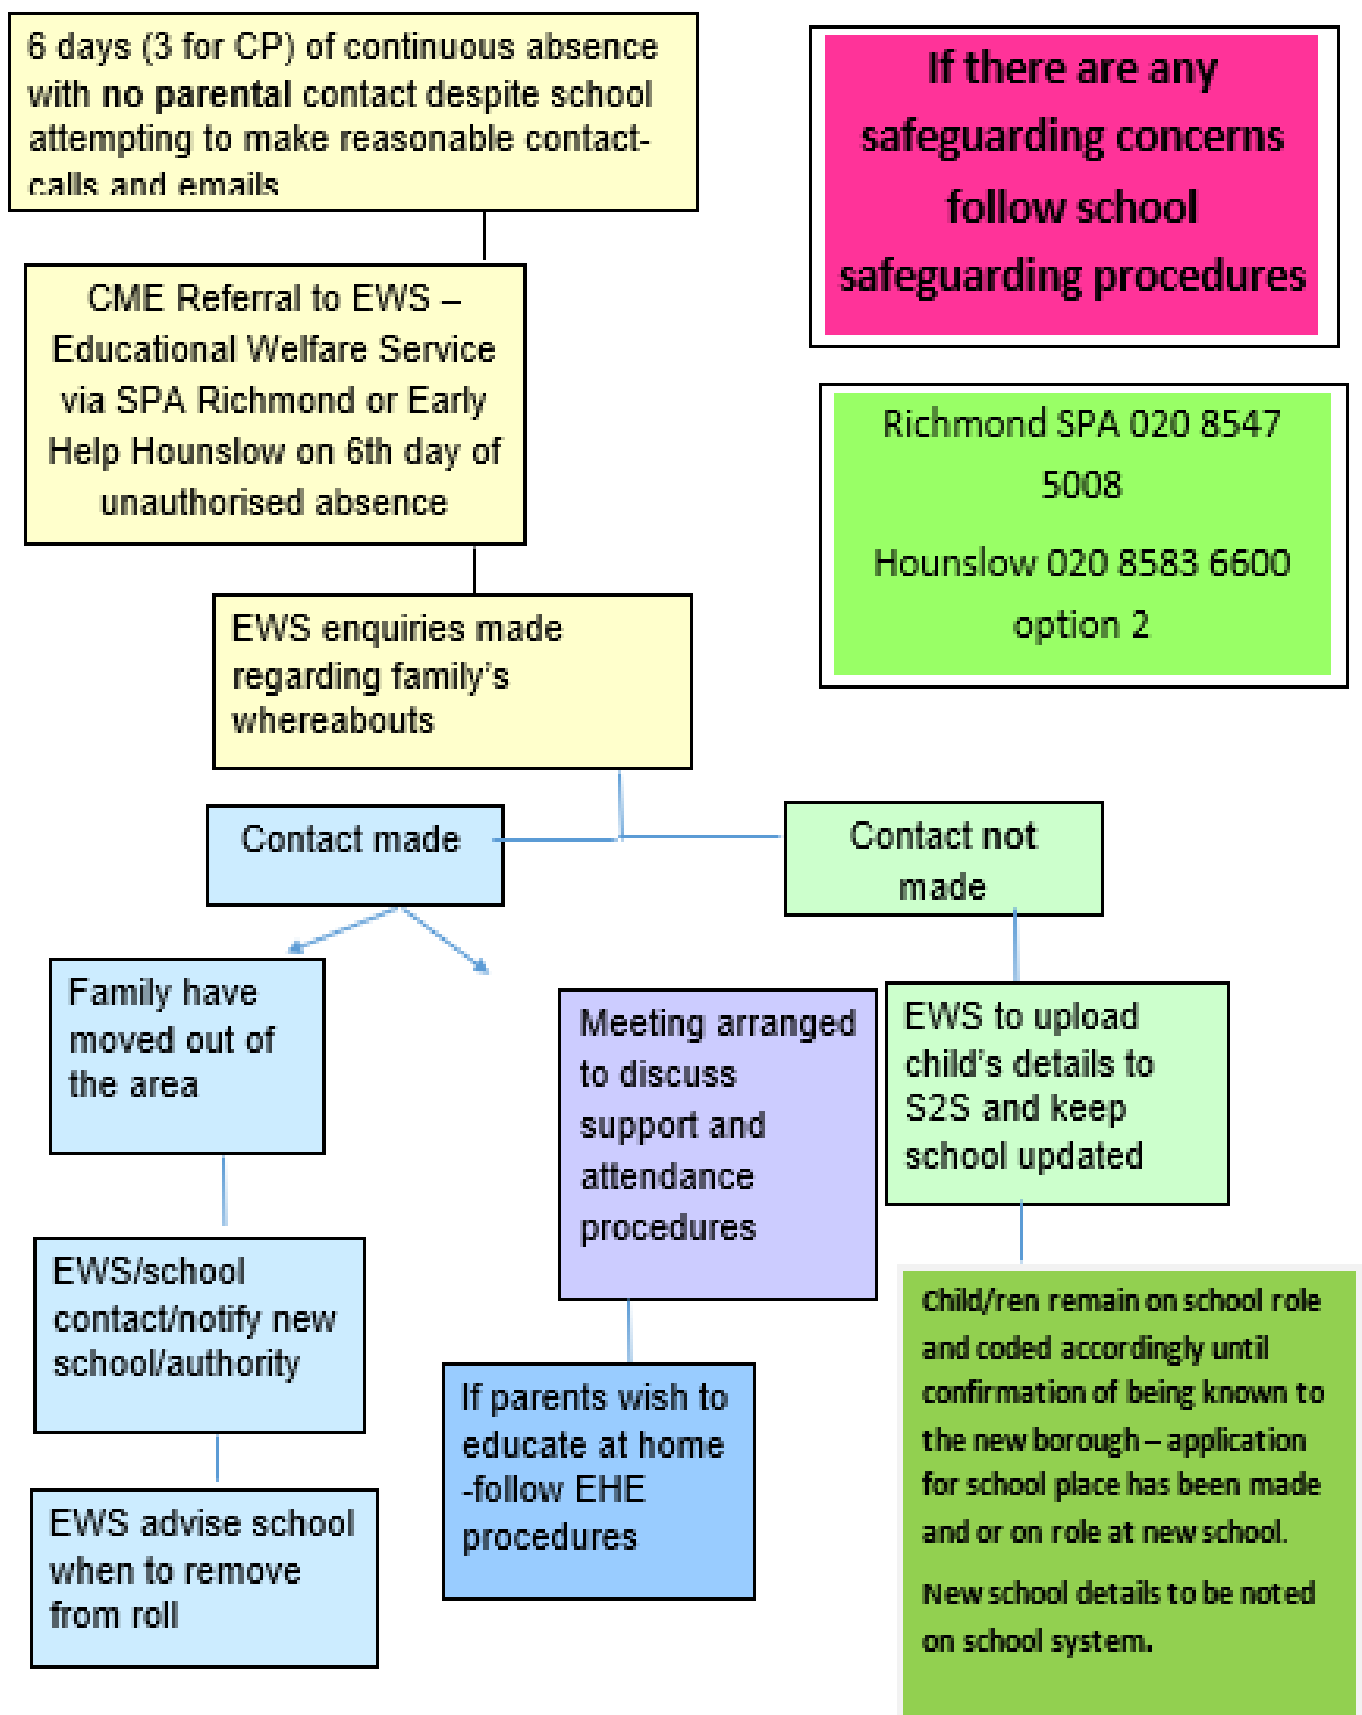 6 days (3 for CP) of continuous absence
with no parental contact despite school
attempting to make reasonable contact-
calls and emails
If there are any
safeguarding concerns
follow school
safeguarding procedures
CME Referral to EWS –
Educational Welfare Service
via SPA Richmond or Early
Help Hounslow on 6th day of
unauthorised absence
Richmond SPA 020 8547
5008
Hounslow 020 8583 6600
option 2
EWS enquiries made
regarding family's
whereabouts
Contact made
Contact not
made
Family have
moved out of
the area
Meeting arranged
to discuss
support and
attendance
procedures
EWS to upload
child's details to
S2S and keep
school updated
EWS/school
contact/notify new
school/authority
If parents wish to
educate at home
-follow EHE
procedures
Child/ren remain on school role
and coded accordingly until
confirmation of being known to
the new borough – application
for school place has been made
and or on role at new school.
New school details to be noted
on school system.
EWS advise school
when to remove
from roll